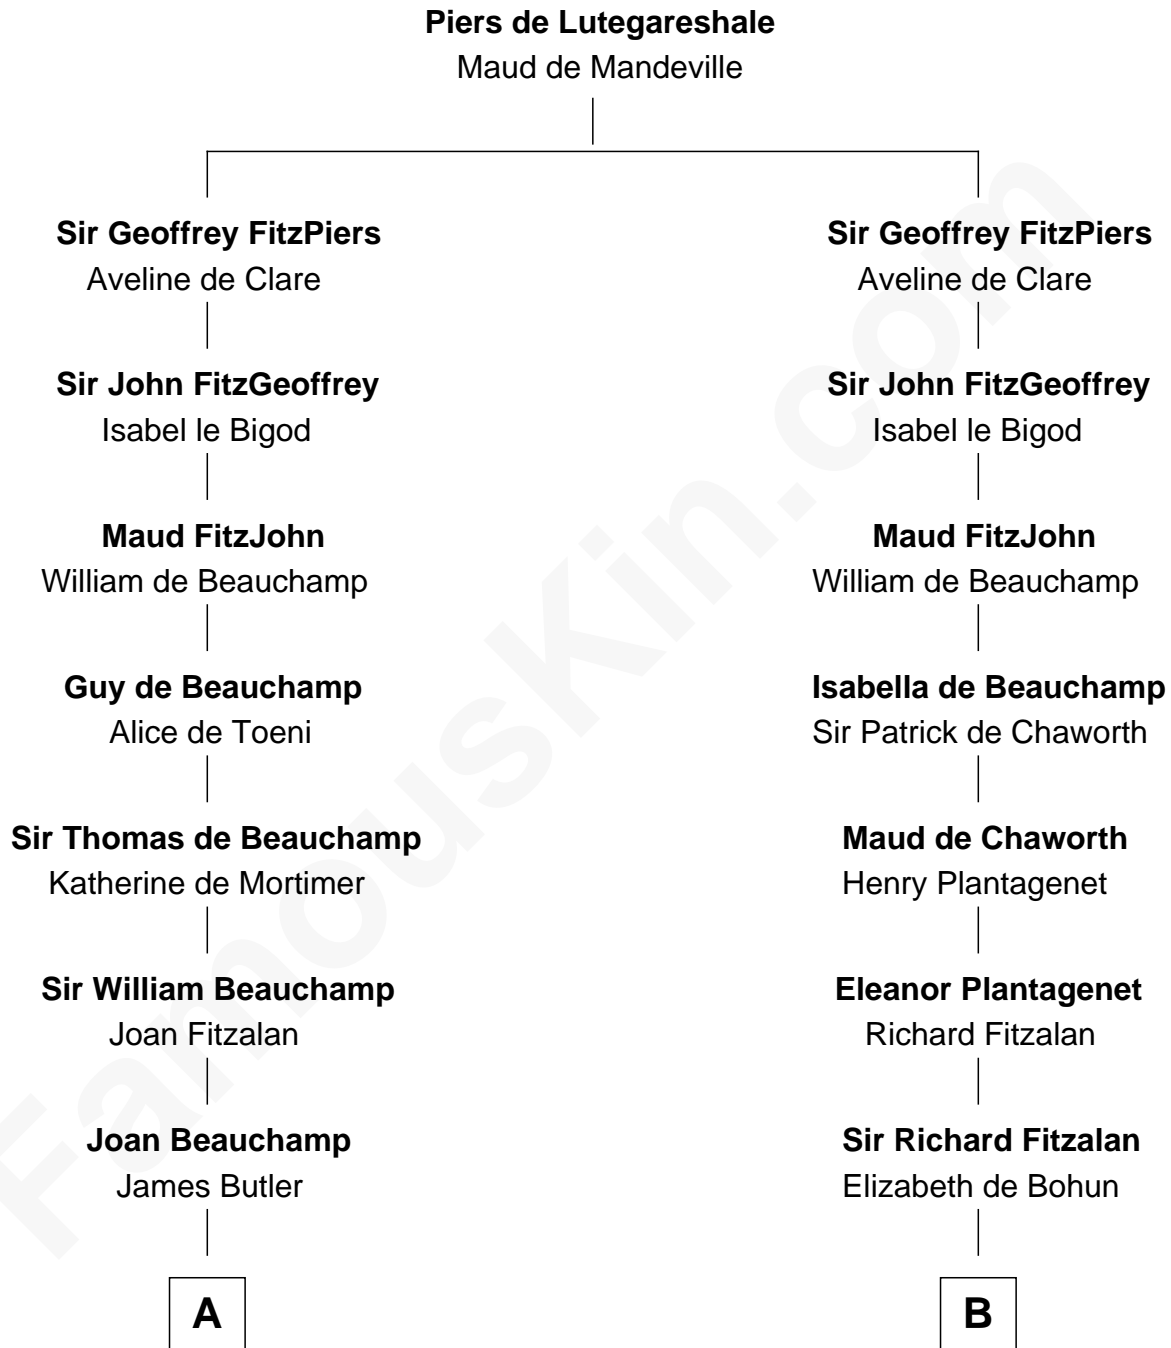 Piers de Lutegareshale
Maud de Mandeville
Sir Geoffrey FitzPiers
Aveline de Clare
Sir John FitzGeoffrey
Isabel le Bigod
Maud FitzJohn
William de Beauchamp
Guy de Beauchamp
Alice de Toeni
Sir Thomas de Beauchamp
Katherine de Mortimer
Sir William Beauchamp
Joan Fitzalan
Joan Beauchamp
James Butler
A
Sir Geoffrey FitzPiers
Aveline de Clare
Sir John FitzGeoffrey
Isabel le Bigod
Maud FitzJohn
William de Beauchamp
Isabella de Beauchamp
Sir Patrick de Chaworth
Maud de Chaworth
Henry Plantagenet
Eleanor Plantagenet
Richard Fitzalan
Sir Richard Fitzalan
Elizabeth de Bohun
B
FamousKin.com